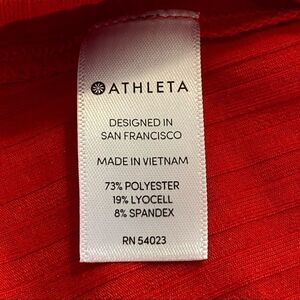 ATHLETA
DESIGNED IN
SAN FRANCISCO
MADE IN VIETNAM
73% POLYESTER
19% LYOCELL
8% SPANDEX
RN 54023